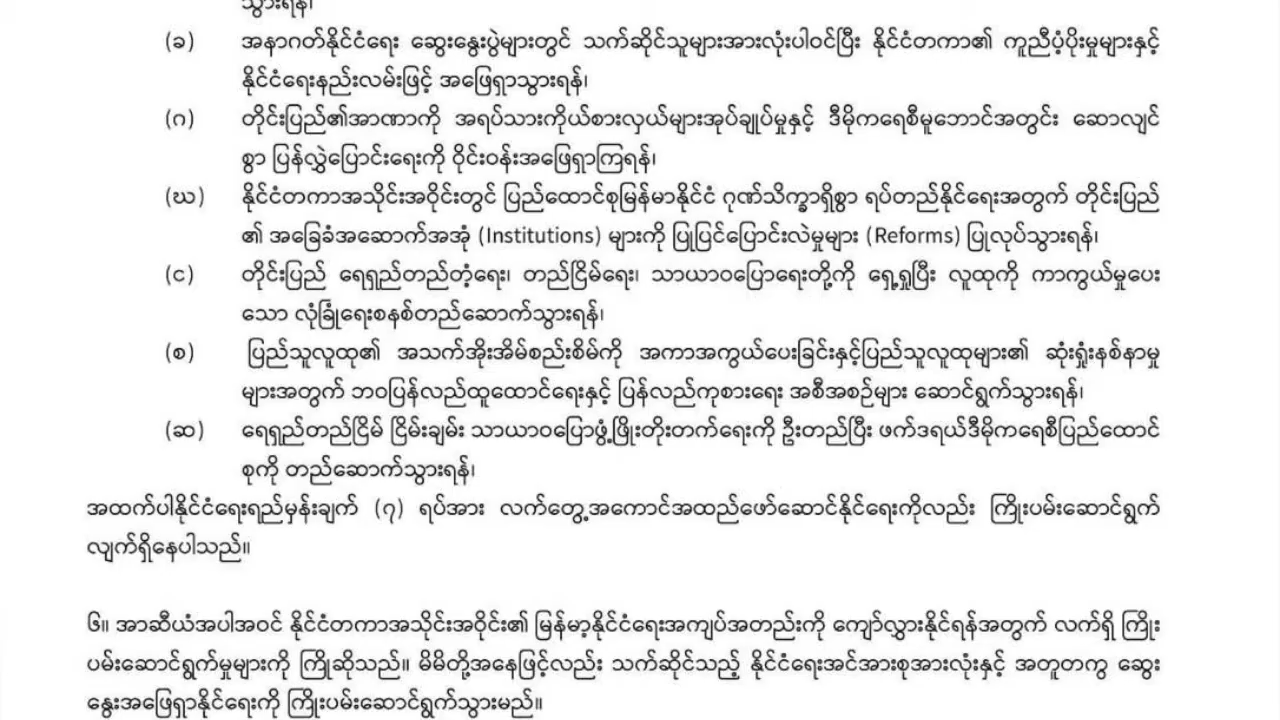 သွားရန်၊
(ခ) အနာဂတ်နိုင်ငံရေး ဆွေးနွေးပွဲများတွင် သက်ဆိုင်သူများအားလုံးပါဝင်ပြီး နိုင်ငံတကာ၏ ကူညီပံ့ပိုးမှုများနှင့်
နိုင်ငံရေးနည်းလမ်းဖြင့် အဖြေရှာသွားရန်၊
(ဂ) တိုင်းပြည်၏အာဏာကို အရပ်သားကိုယ်စားလှယ်များအုပ်ချုပ်မှုနှင့် ဒီမိုကရေစီမူဘောင်အတွင်း ဆောလျင်
စွာ ပြန်လွှဲပြောင်းရေးကို ဝိုင်းဝန်းအဖြေရှာကြရန်၊
(ဃ) နိုင်ငံတကာအသိုင်းအဝိုင်းတွင် ပြည်ထောင်စုမြန်မာနိုင်ငံ ဂုဏ်သိက္ခာရှိစွာ ရပ်တည်နိုင်ရေးအတွက် တိုင်းပြည်
၏ အခြေခံအဆောက်အအုံ (Institutions) များကို ပြုပြင်ပြောင်းလဲမှုများ (Reforms) ပြုလုပ်သွားရန်၊
(င) တိုင်းပြည် ရေရှည်တည်တံ့ရေး၊ တည်ငြိမ်ရေး၊ သာယာဝပြောရေးတို့ကို ရှေ့ရှုပြီး လူထုကို ကာကွယ်မှုပေး
သော လုံခြုံရေးစနစ်တည်ဆောက်သွားရန်၊
(စ) ပြည်သူလူထု၏ အသက်အိုးအိမ်စည်းစိမ်ကို အကာအကွယ်ပေးခြင်းနှင့်ပြည်သူလူထုများ၏ ဆုံးရှုံးနစ်နာမှု
များအတွက် ဘဝပြန်လည်ထူထောင်ရေးနှင့် ပြန်လည်ကုစားရေး အစီအစဉ်များ ဆောင်ရွက်သွားရန်၊
(ဆ) ရေရှည်တည်ငြိမ် ငြိမ်းချမ်း သာယာဝပြောဖွံ့ဖြိုးတိုးတက်ရေးကို ဦးတည်ပြီး ဖက်ဒရယ်ဒီမိုကရေစီပြည်ထောင်
စုကို တည်ဆောက်သွားရန်၊
အထက်ပါနိုင်ငံရေးရည်မှန်းချက် (၇) ရပ်အား လက်တွေ့အကောင်အထည်ဖော်ဆောင်နိုင်ရေးကိုလည်း ကြိုးပမ်းဆောင်ရွက်
လျက်ရှိနေပါသည်။
၆။ အာဆီယံအပါအဝင် နိုင်ငံတကာအသိုင်းအဝိုင်း၏ မြန်မာ့နိုင်ငံရေးအကျပ်အတည်းကို ကျော်လွှားနိုင်ရန်အတွက် လက်ရှိ ကြိုး
ပမ်းဆောင်ရွက်မှုများကို ကြိုဆိုသည်။ မိမိတို့အနေဖြင့်လည်း သက်ဆိုင်သည့် နိုင်ငံရေးအင်အားစုအားလုံးနှင့် အတူတကွ ဆွေး
နွေးအဖြေရှာနိုင်ရေးကို ကြိုးပမ်းဆောင်ရွက်သွားမည်။